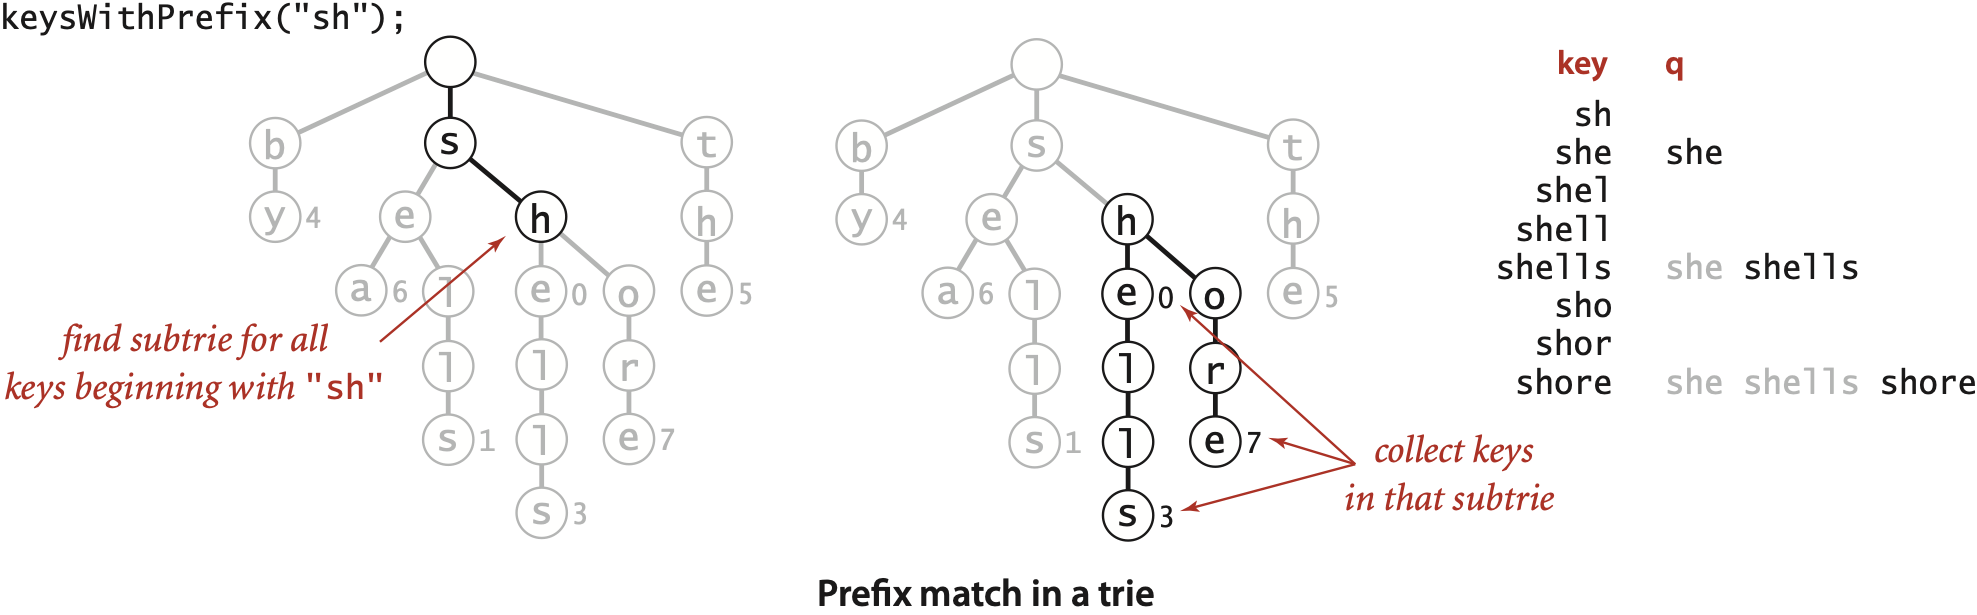 keysWithPrefix("sh");
b s t
y 4 e h h
a 6 l e 0 o e 5
l l r
s 1 l e 7
s 3
find subtrie for all
keys beginning with "sh"
b s t
y 4 e h h
a 6 l e 0 o e 5
l l r
s 1 l e 7
s 3
collect keys
in that subtrie
key q
sh
she she
shel
shell
shells she shells
sho
shor
shore she shells shore
Prefix match in a trie